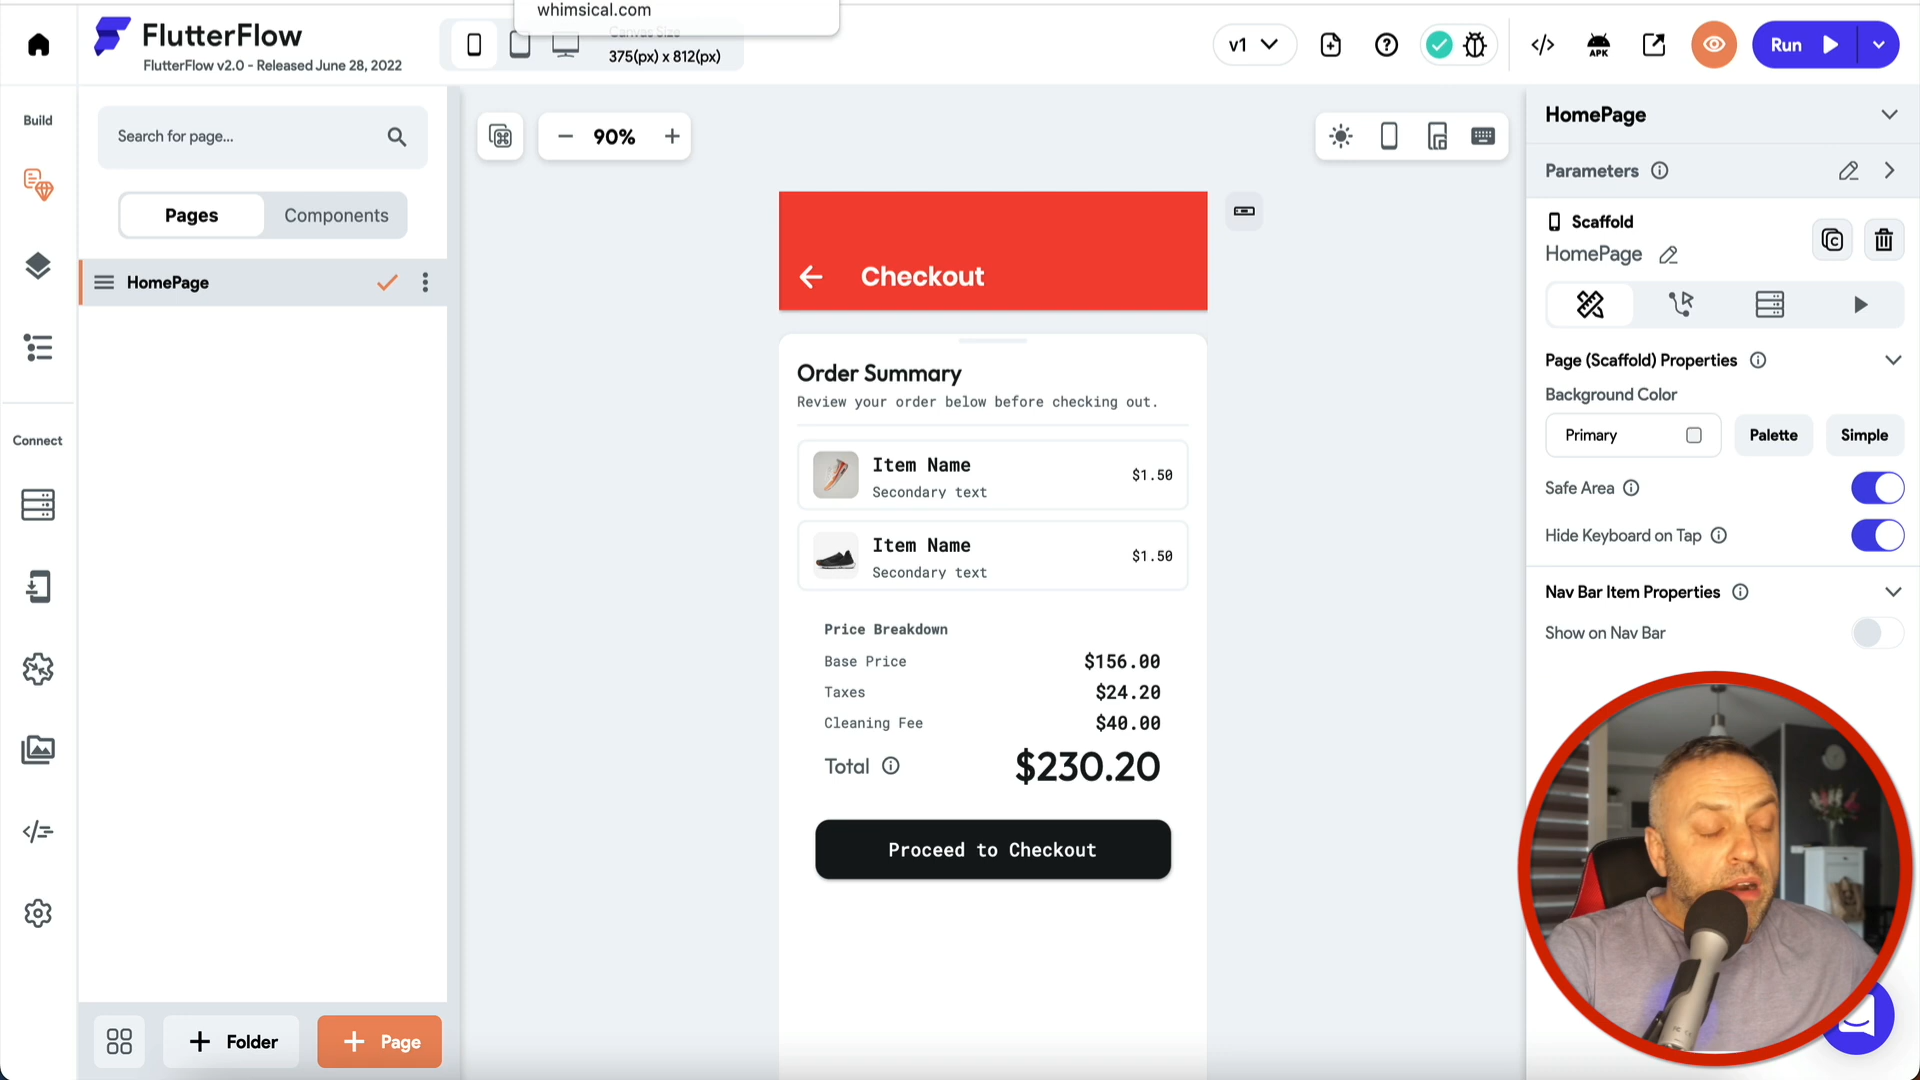 whimsical.com
FlutterFlow
FlutterFlow v2.0 - Released June 28, 2022
Canvas Size
375(px) x 812(px)
v1
APK
Run
Build
Search for page...
Pages
Components
HomePage
Connect
Folder
Page
90%
Checkout
Order Summary
Review your order below before checking out.
Item Name
Secondary text
$1.50
Item Name
Secondary text
$1.50
Price Breakdown
Base Price
$156.00
Taxes
$24.20
Cleaning Fee
$40.00
Total
$230.20
Proceed to Checkout
HomePage
Parameters
Scaffold
HomePage
Page (Scaffold) Properties
Background Color
Primary
Palette
Simple
Safe Area
Hide Keyboard on Tap
Nav Bar Item Properties
Show on Nav Bar